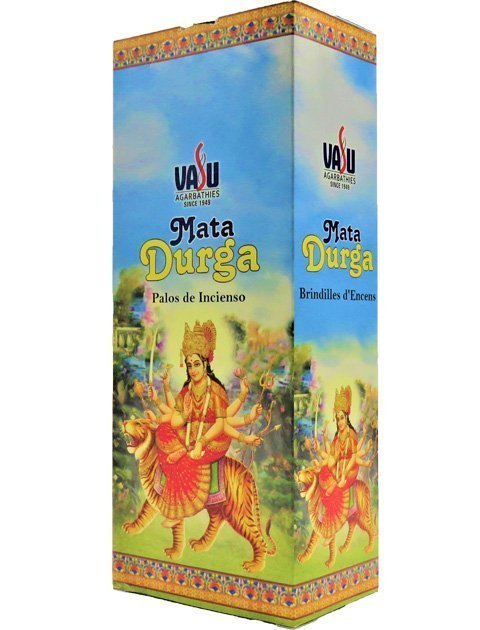 VASU
AGARBATHIES
SINCE 1949
Mata
Durga
Palos de Incienso
VASU
AGARBATHIES
SINCE 1949
Mata
Durga
Brindilles d'Encens